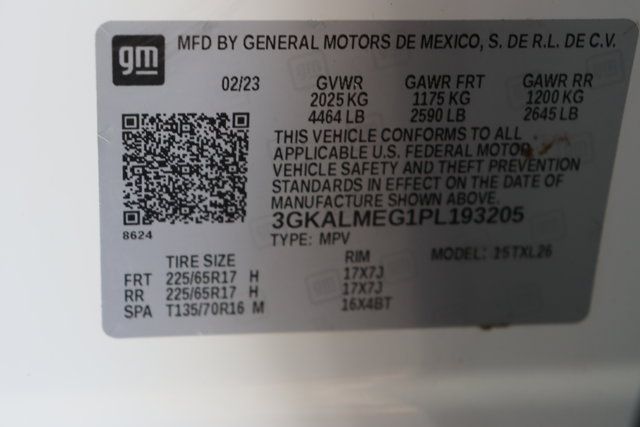 gm
MFD BY GENERAL MOTORS DE MEXICO, S. DE R.L. DE C.V.
02/23 GVWR GAWR FRT GAWR RR
2025 KG 1175 KG 1200 KG
4464 LB 2590 LB 2645 LB
THIS VEHICLE CONFORMS TO ALL
APPLICABLE U.S. FEDERAL MOTOR
VEHICLE SAFETY AND THEFT PREVENTION
STANDARDS IN EFFECT ON THE DATE OF
MANUFACTURE SHOWN ABOVE.
3GKALMEG1PL193205
8624
TYPE: MPV MODEL: 1STXL26
TIRE SIZE RIM
FRT 225/65R17 H 17X7J
RR 225/65R17 H 17X7J
SPA T135/70R16 M 16X4BT